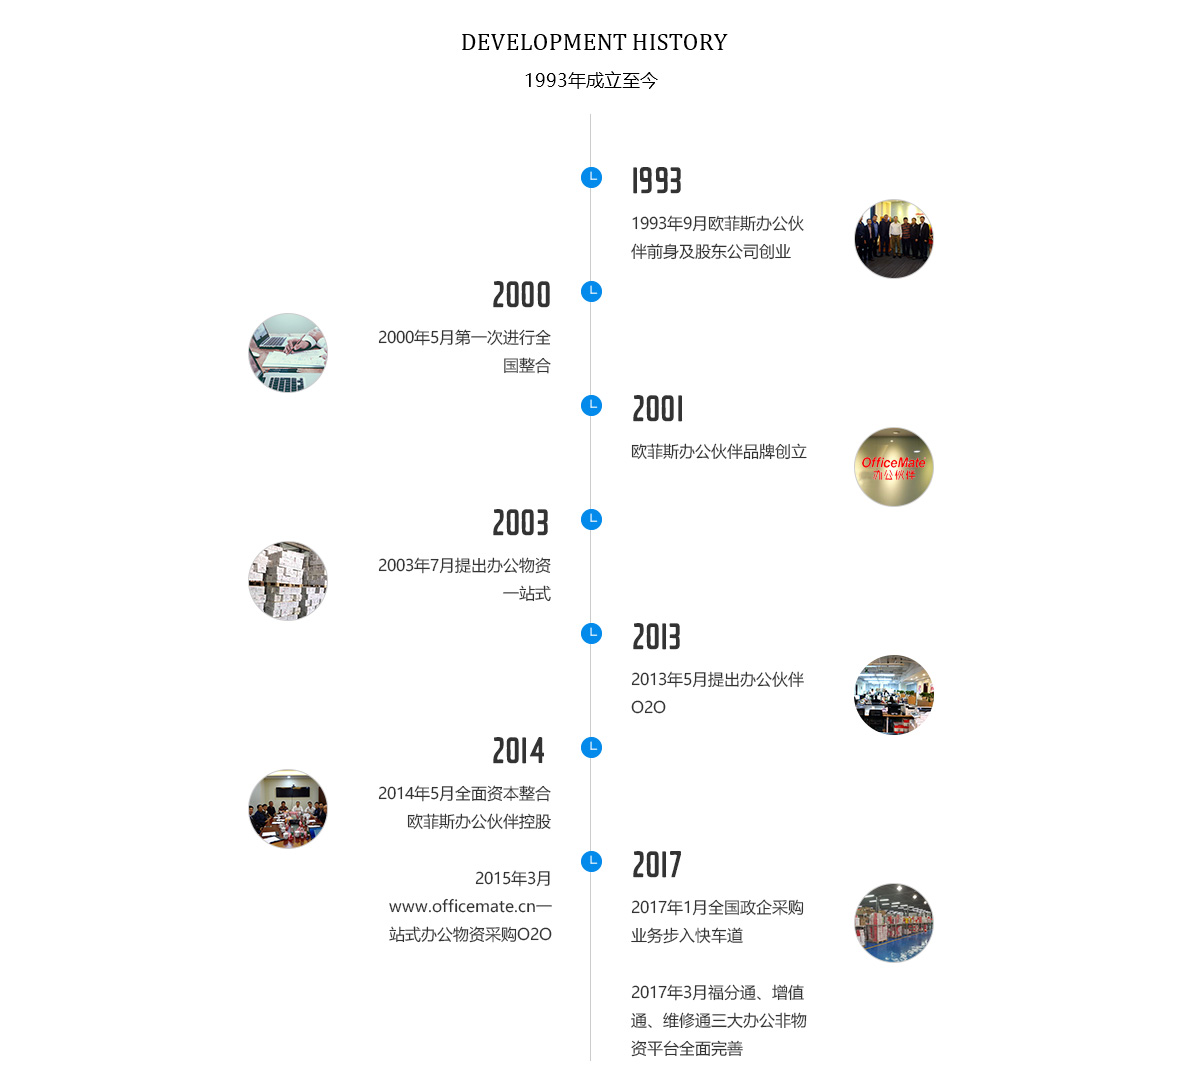 DEVELOPMENT HISTORY
1993年成立至今
1993
1993年9月欧菲斯办公伙
伴前身及股东公司创业
2000
2000年5月第一次进行全
国整合
2001
欧菲斯办公伙伴品牌创立
OfficeMate
办公伙伴
2003
2003年7月提出办公物资
一站式
2013
2013年5月提出办公伙伴
O2O
2014
2014年5月全面资本整合
欧菲斯办公伙伴控股
2015年3月
www.officemate.cn一
站式办公物资采购O2O
2017
2017年1月全国政企采购
业务步入快车道
2017年3月福分通、增值
通、维修通三大办公非物
资平台全面完善